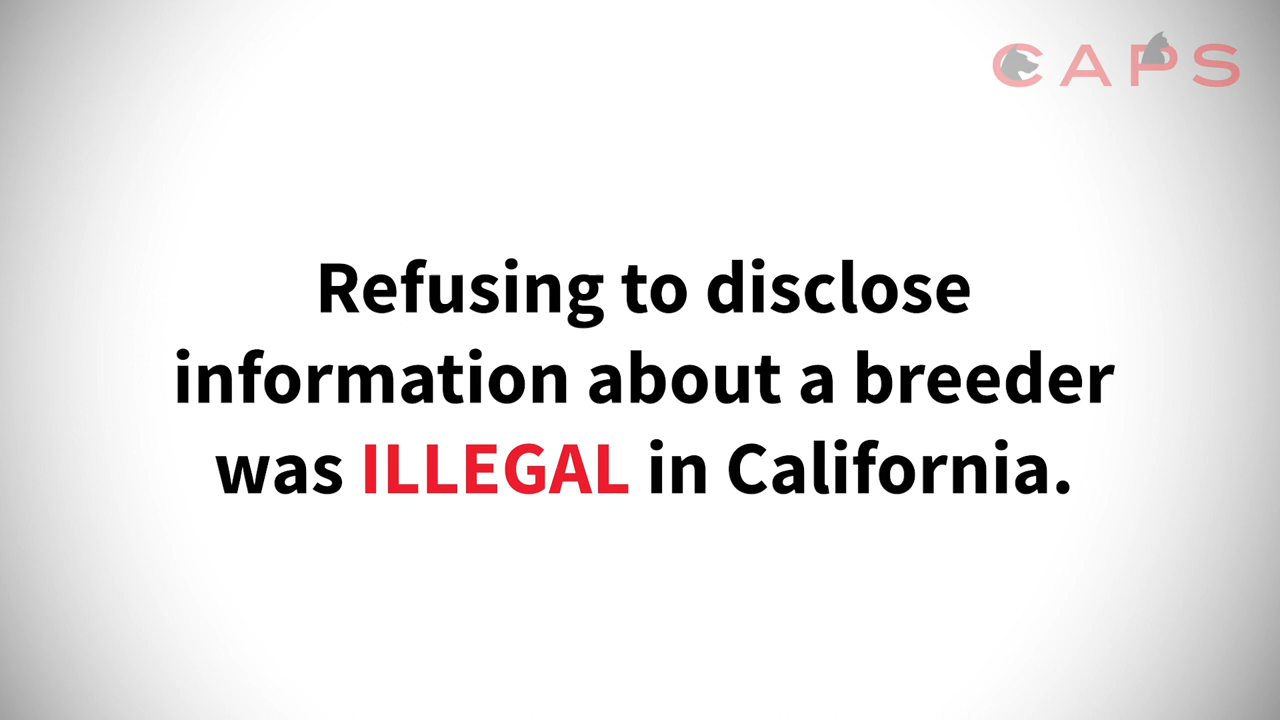 CAPS
Refusing to disclose
information about a breeder
was ILLEGAL in California.